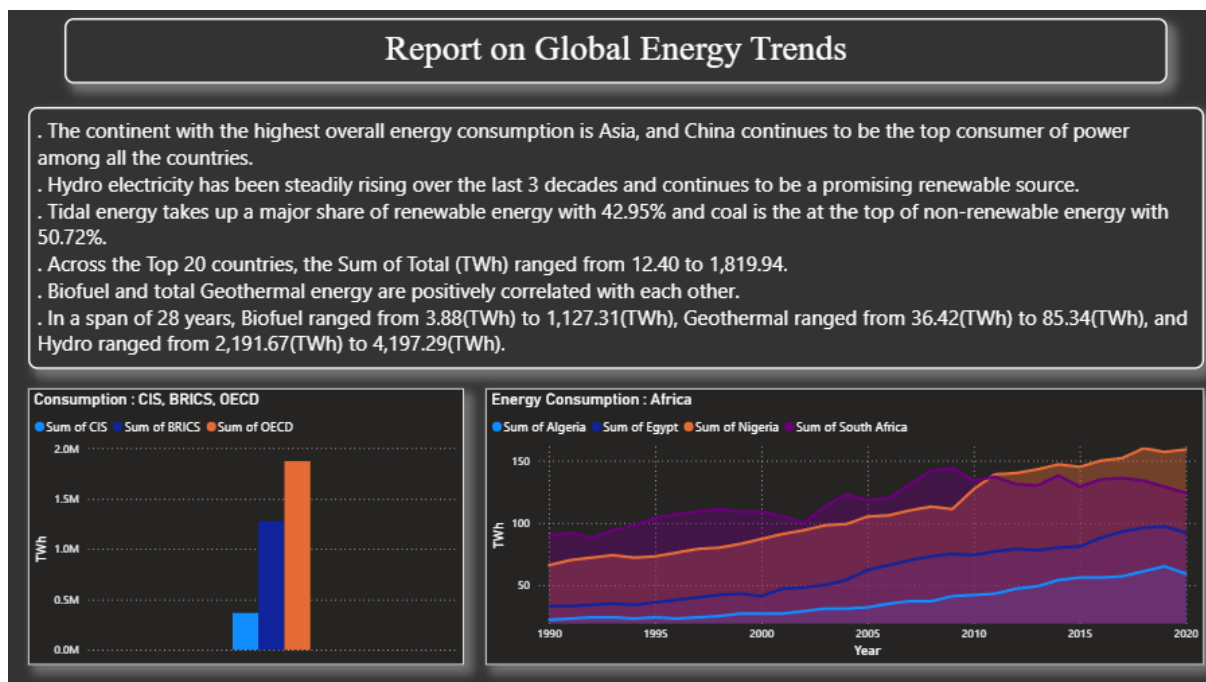 Report on Global Energy Trends
. The continent with the highest overall energy consumption is Asia, and China continues to be the top consumer of power
among all the countries.
. Hydro electricity has been steadily rising over the last 3 decades and continues to be a promising renewable source.
. Tidal energy takes up a major share of renewable energy with 42.95% and coal is the at the top of non-renewable energy with
50.72%.
. Across the Top 20 countries, the Sum of Total (TWh) ranged from 12.40 to 1,819.94.
. Biofuel and total Geothermal energy are positively correlated with each other.
. In a span of 28 years, Biofuel ranged from 3.88(TWh) to 1,127.31(TWh), Geothermal ranged from 36.42(TWh) to 85.34(TWh), and
Hydro ranged from 2,191.67(TWh) to 4,197.29(TWh).
Consumption : CIS, BRICS, OECD
Sum of CIS Sum of BRICS Sum of OECD
2.0M
1.5M
1.0M
0.5M
0.0M
TWh
Energy Consumption : Africa
Sum of Algeria Sum of Egypt Sum of Nigeria Sum of South Africa
150
100
50
TWh
1990 1995 2000 2005 2010 2015 2020
Year